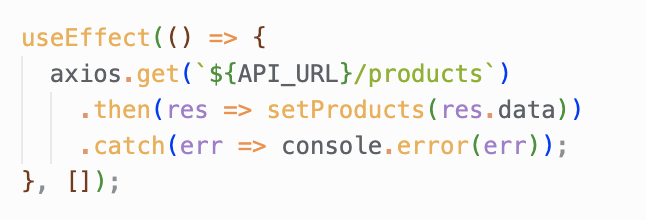 useEffect(() => {
  axios.get(`${API_URL}/products`)
    .then(res => setProducts(res.data))
    .catch(err => console.error(err));
}, []);